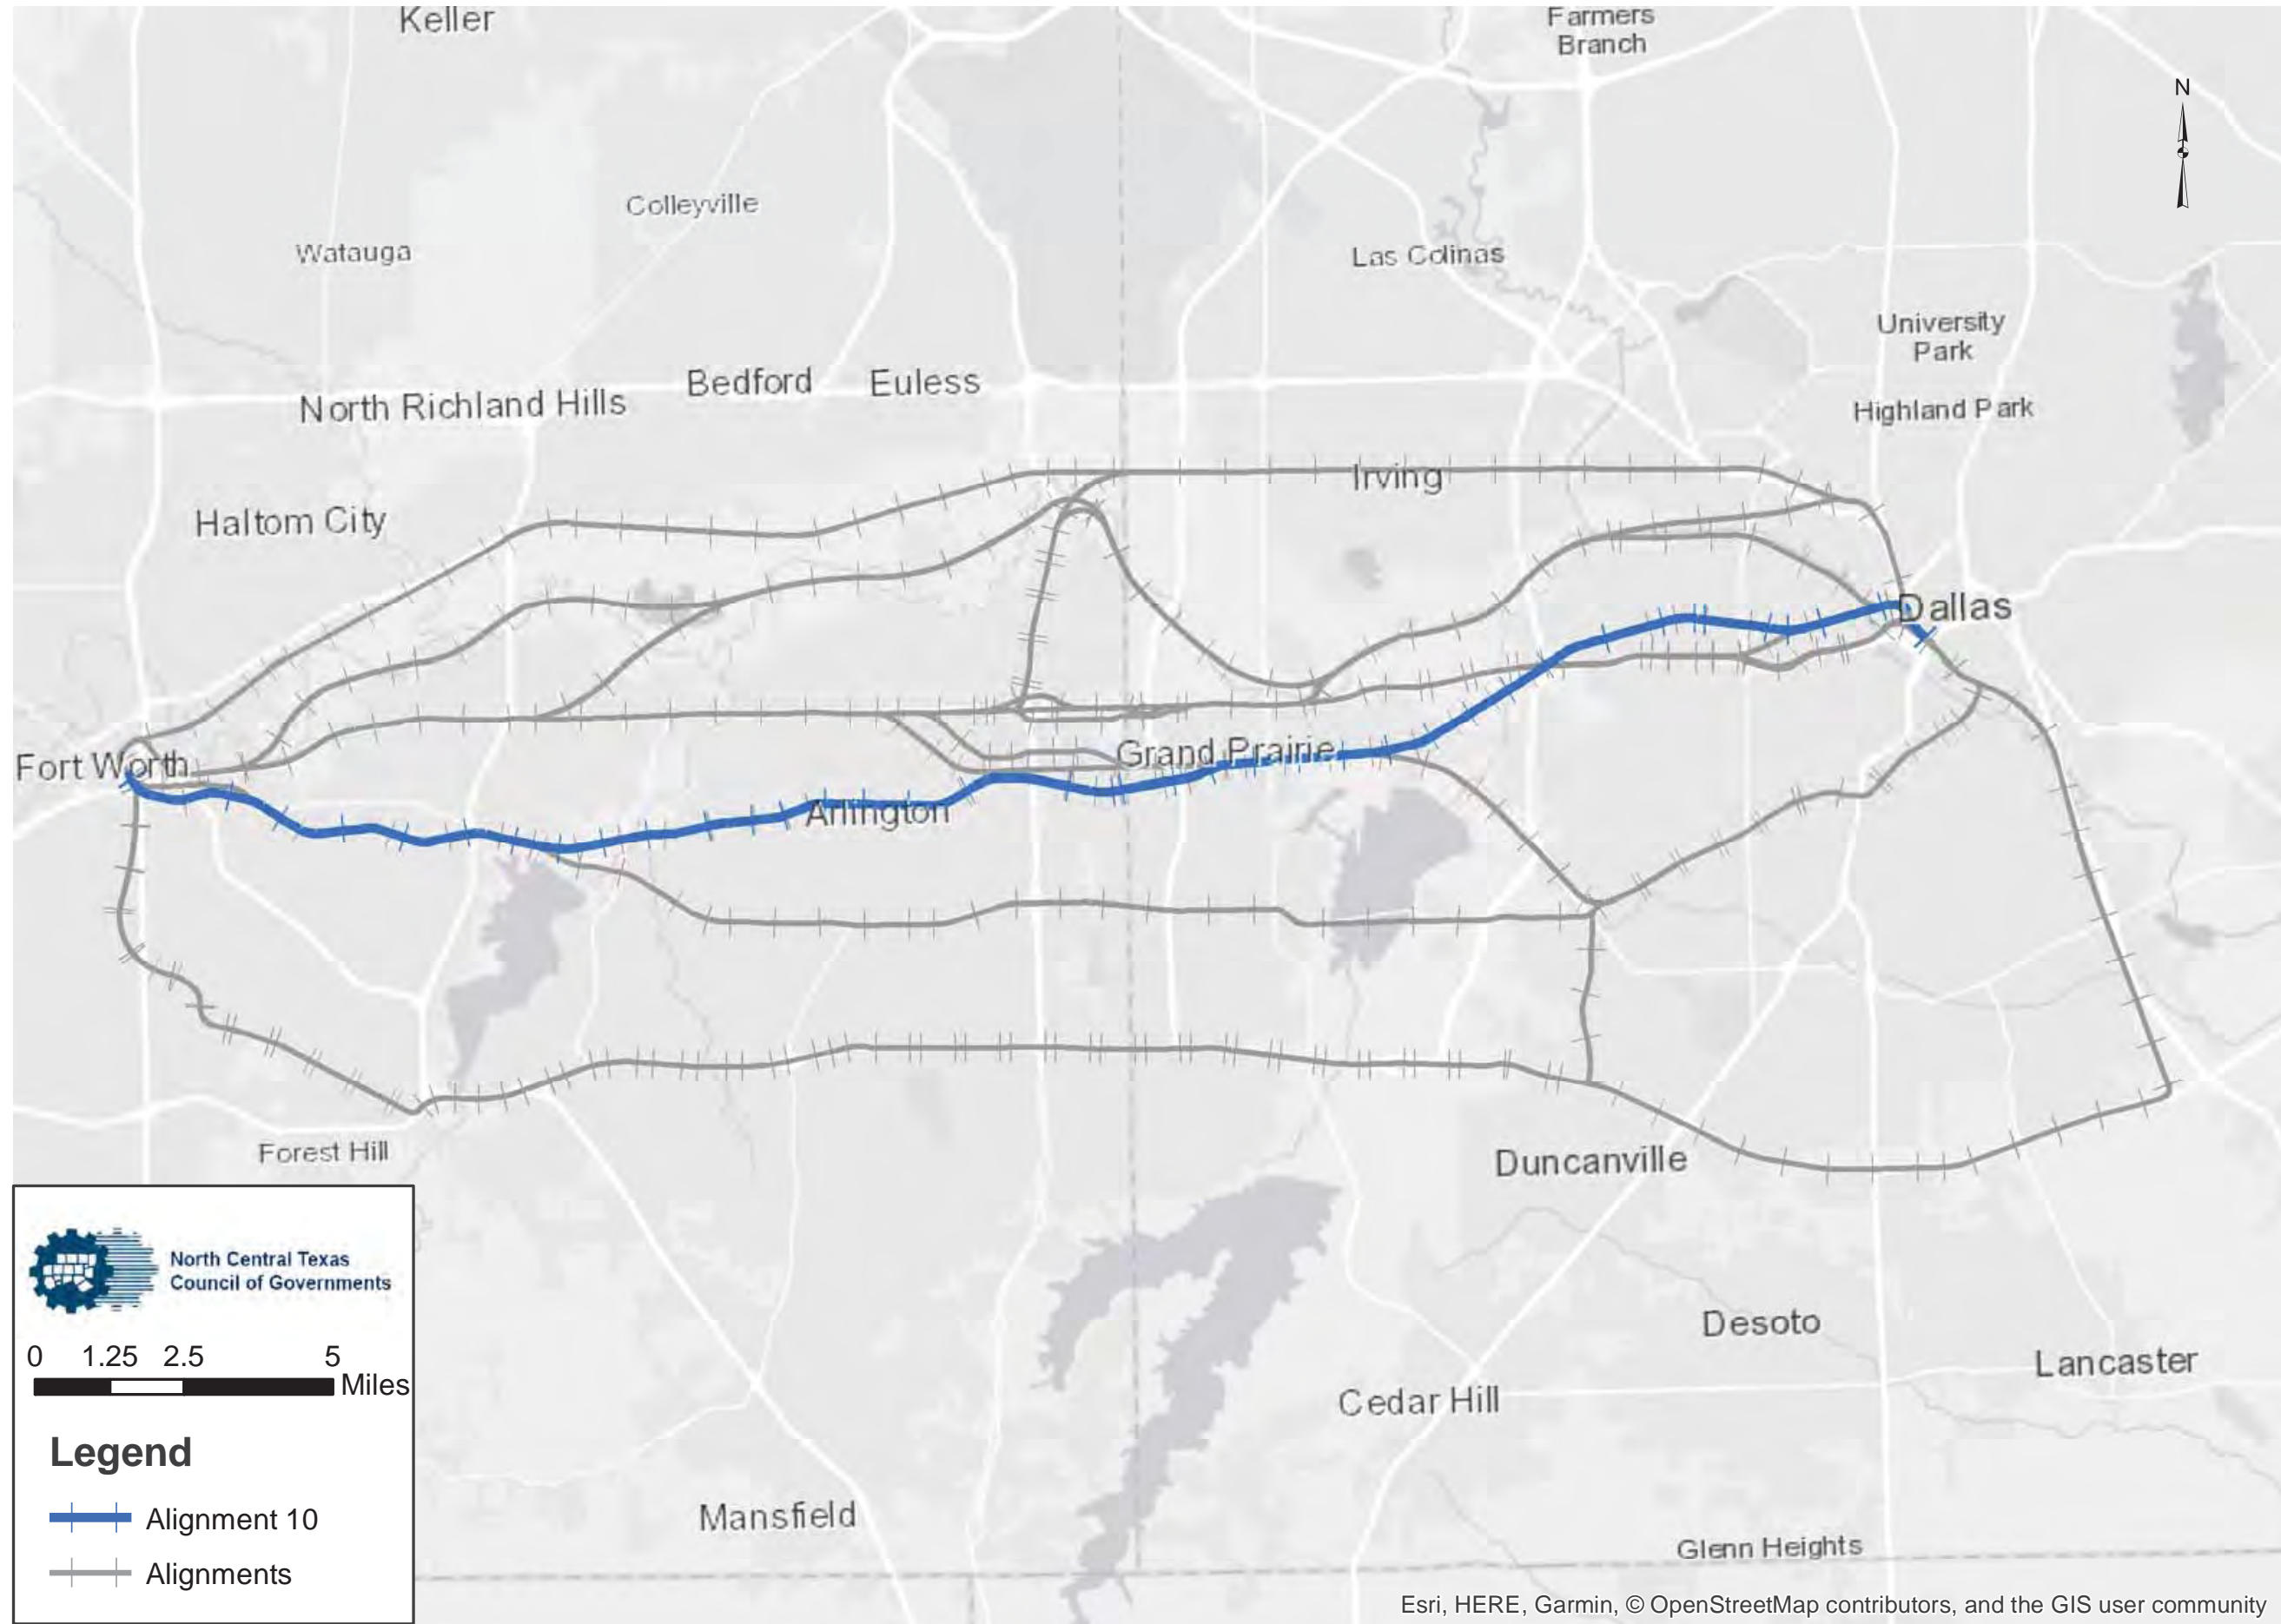 Keller
Farmers
Branch
N
Colleyville
Watauga
Las Colinas
University
Park
Bedford
Euless
North Richland Hills
Highland Park
Irving
Haltom City
Dallas
Fort Worth
Grand Prairie
Arlington
Forest Hill
Duncanville
North Central Texas
Council of Governments
Desoto
0 1.25 2.5 5
Miles
Lancaster
Cedar Hill
Legend
Alignment 10
Mansfield
Glenn Heights
Alignments
Esri, HERE, Garmin, © OpenStreetMap contributors, and the GIS user community